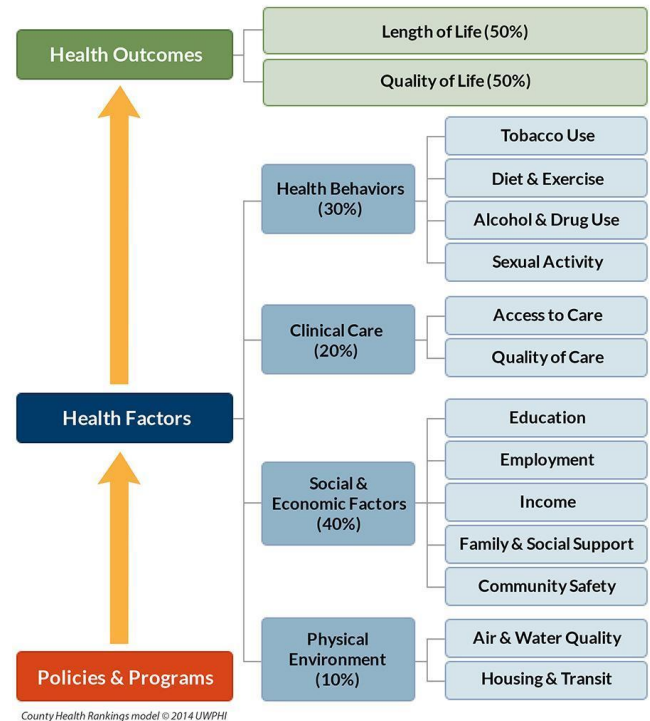 Health Outcomes
Length of Life (50%)
Quality of Life (50%)
Health Factors
Health Behaviors
(30%)
Tobacco Use
Diet & Exercise
Alcohol & Drug Use
Sexual Activity
Clinical Care
(20%)
Access to Care
Quality of Care
Social &
Economic Factors
(40%)
Education
Employment
Income
Family & Social Support
Community Safety
Physical
Environment
(10%)
Air & Water Quality
Housing & Transit
Policies & Programs
County Health Rankings model © 2014 UWPHI